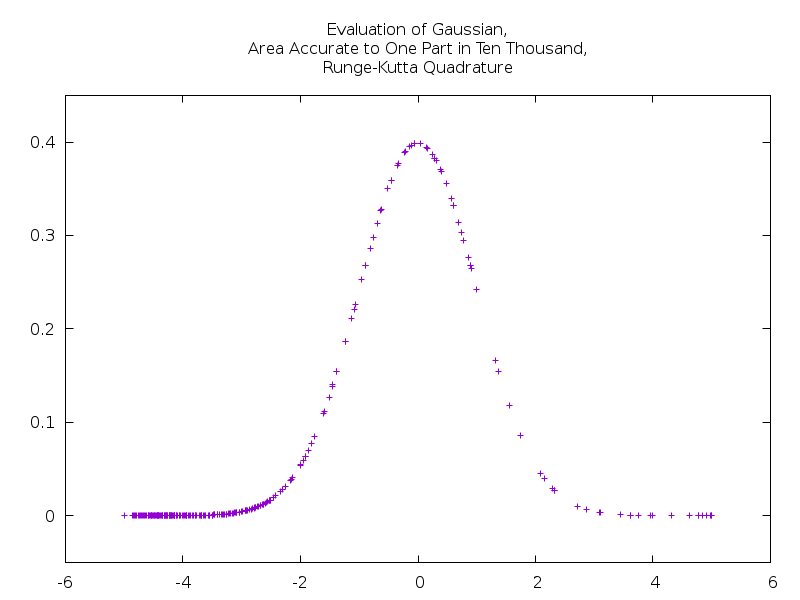 Evaluation of Gaussian,
Area Accurate to One Part in Ten Thousand,
Runge-Kutta Quadrature
0.4
0.3
0.2
0.1
0
-6 -4 -2 0 2 4 6